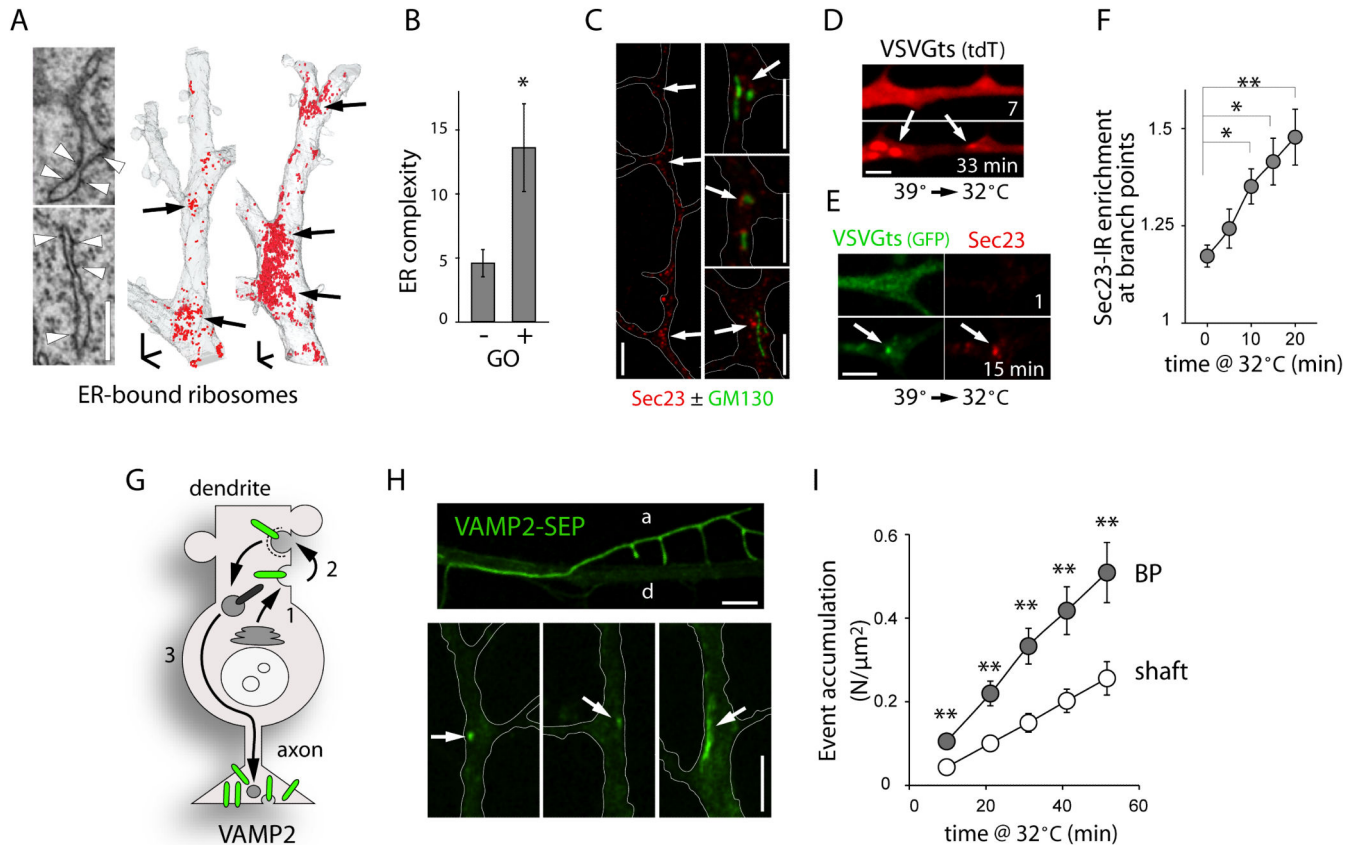 A
ER-bound ribosomes
B
ER complexity
15
10
5
0
*
- +
GO
C
Sec23 ± GM130
D
VSVGts (tdT)
7
33 min
39° 32°C
E
VSVGts (GFP) Sec23
1
15 min
39° 32°C
F
Sec23-IR enrichment
at branch points
1.5
1.25
1
**
*
*
0 10 20
time @ 32°C (min)
G
dendrite
2
1
3
axon
VAMP2
H
VAMP2-SEP
a
d
I
Event accumulation
(N/µm²)
0.6
0.4
0.2
0
**
**
**
**
**
BP
shaft
0 20 40 60
time @ 32°C (min)